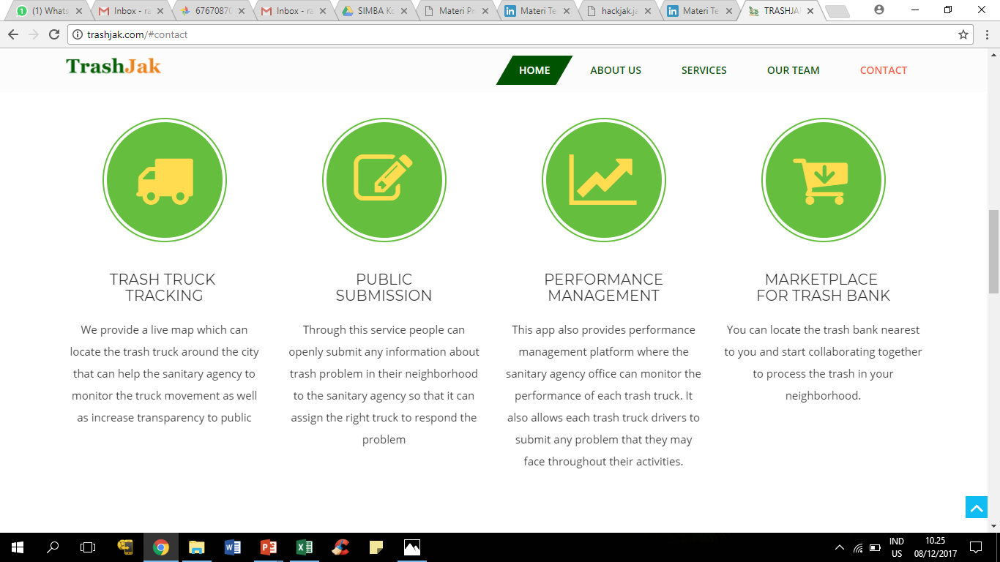 (1) Whats
Inbox - ra
67670870
Inbox - ra
SIMBA Ko
Materi Pr
Materi Te
hackjak.ja
Materi Te
TRASHJA
trashjak.com/#contact
TrashJak
HOME
ABOUT US
SERVICES
OUR TEAM
CONTACT
TRASH TRUCK
TRACKING
We provide a live map which can
locate the trash truck around the city
that can help the sanitary agency to
monitor the truck movement as well
as increase transparency to public
PUBLIC
SUBMISSION
Through this service people can
openly submit any information about
trash problem in their neighborhood
to the sanitary agency so that it can
assign the right truck to respond the
problem
PERFORMANCE
MANAGEMENT
This app also provides performance
management platform where the
sanitary agency office can monitor the
performance of each trash truck. It
also allows each trash truck drivers to
submit any problem that they may
face throughout their activities.
MARKETPLACE
FOR TRASH BANK
You can locate the trash bank nearest
to you and start collaborating together
to process the trash in your
neighborhood.
IND
US
10.25
08/12/2017